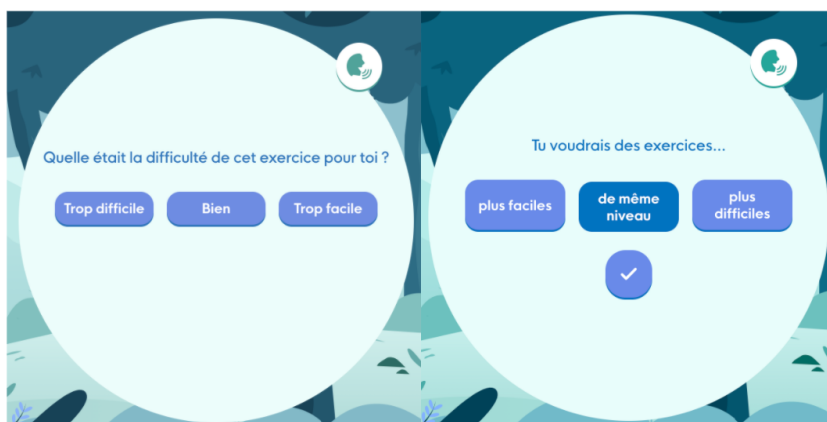 Quelle était la difficulté de cet exercice pour toi ?
Trop difficile
Bien
Trop facile
Tu voudrais des exercices...
plus faciles
de même
niveau
plus
difficiles